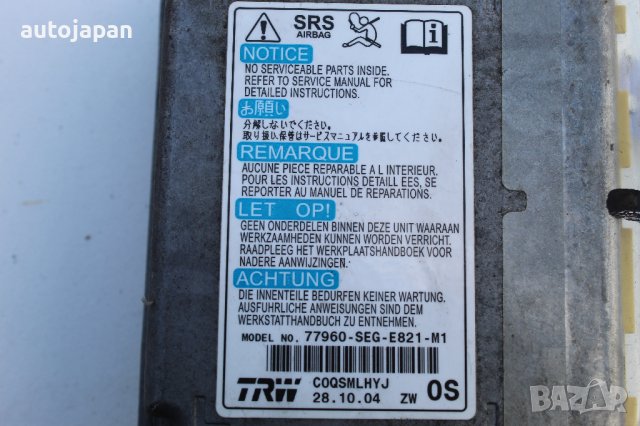 autojapan
SRS
AIRBAG
NOTICE
NO SERVICEABLE PARTS INSIDE.
REFER TO SERVICE MANUAL FOR
DETAILED INSTRUCTIONS.
お願い
分解しないでください。
取り扱い、保管はサービスマニュアルを参照してください。
REMARQUE
AUCUNE PIECE REPARABLE A L INTERIEUR.
POUR LES INSTRUCTIONS DETAILL EES, SE
REPORTER AU MANUEL DE REPARATIONS.
LET OP!
GEEN ONDERDELEN BINNEN DEZE UNIT WAARAAN
WERKZAAMHEDEN KUNNEN WORDEN VERRICHT.
RAADPLEEG HET WERKPLAATSHANDBOEK VOOR
NADERE AANWIJZINGEN.
ACHTUNG
DIE INNENTEILE BEDURFEN KEINER WARTUNG.
AUSFUHRLICHE ANWEISUNGEN SIND DEM
WERKSTATTHANDBUCH ZU ENTNEHMEN.
MODEL NO. 77960-SEG-E821-M1
TRW COQSMLHYJ
28.10.04 ZW 0S
BAZAR